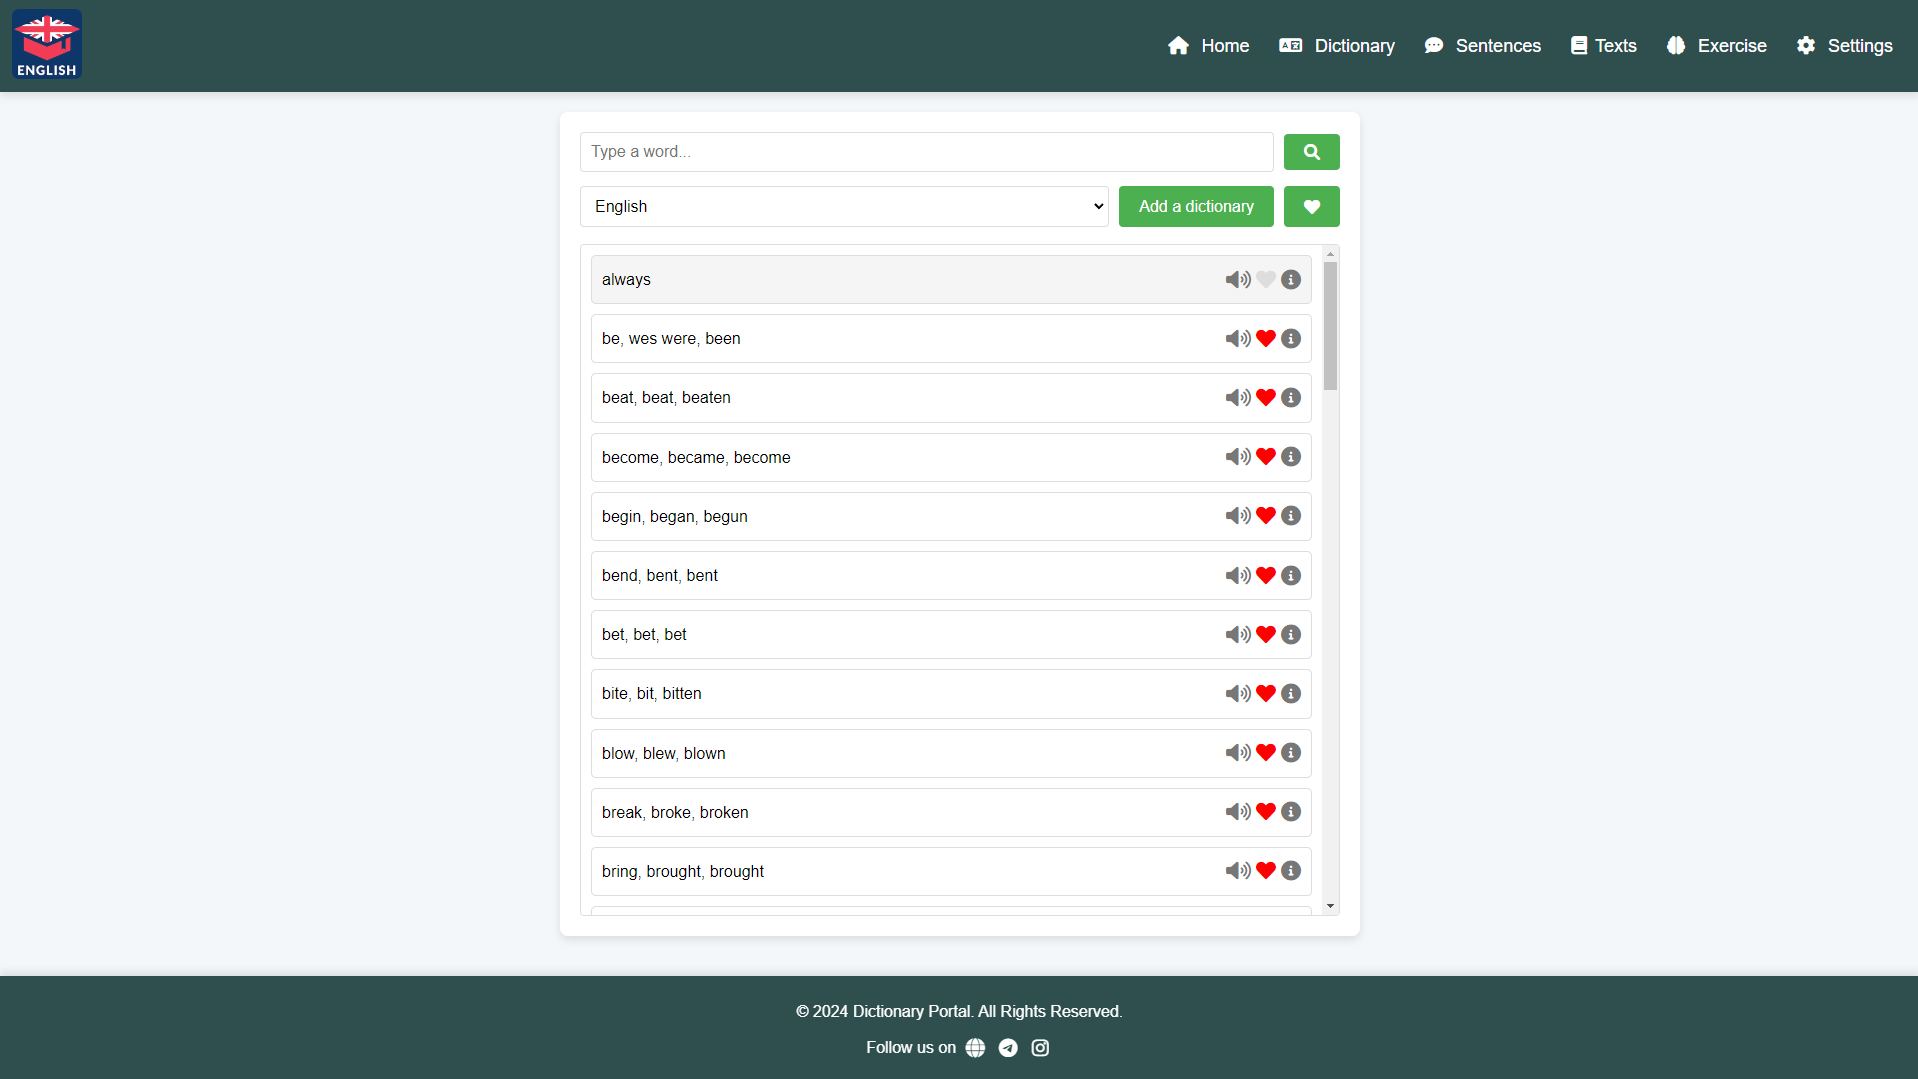 ENGLISH
Home Dictionary Sentences Texts Exercise Settings
Type a word...
English Add a dictionary
always
be, wes were, been
beat, beat, beaten
become, became, become
begin, began, begun
bend, bent, bent
bet, bet, bet
bite, bit, bitten
blow, blew, blown
break, broke, broken
bring, brought, brought
© 2024 Dictionary Portal. All Rights Reserved.
Follow us on